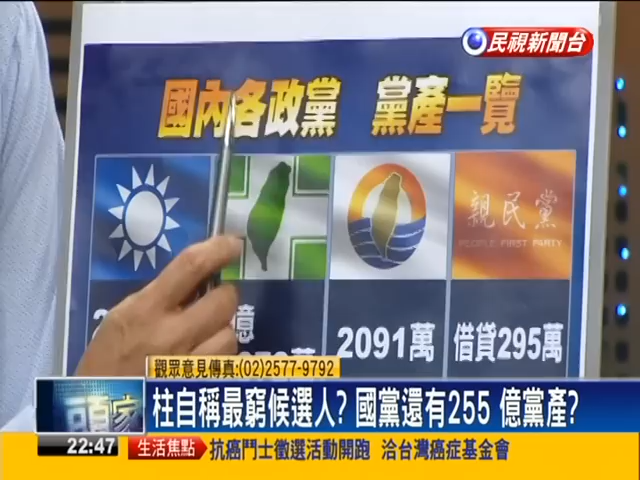 民視新聞台
國內各政黨 黨產一覽
親民黨
PEOPLE FIRST PARTY
億
2091萬
借貸295萬
觀眾意見傳真:(02)2577-9792
頭家
柱自稱最窮候選人? 國黨還有255 億黨產?
22:47 生活焦點 抗癌鬥士徵選活動開跑 洽台灣癌症基金會